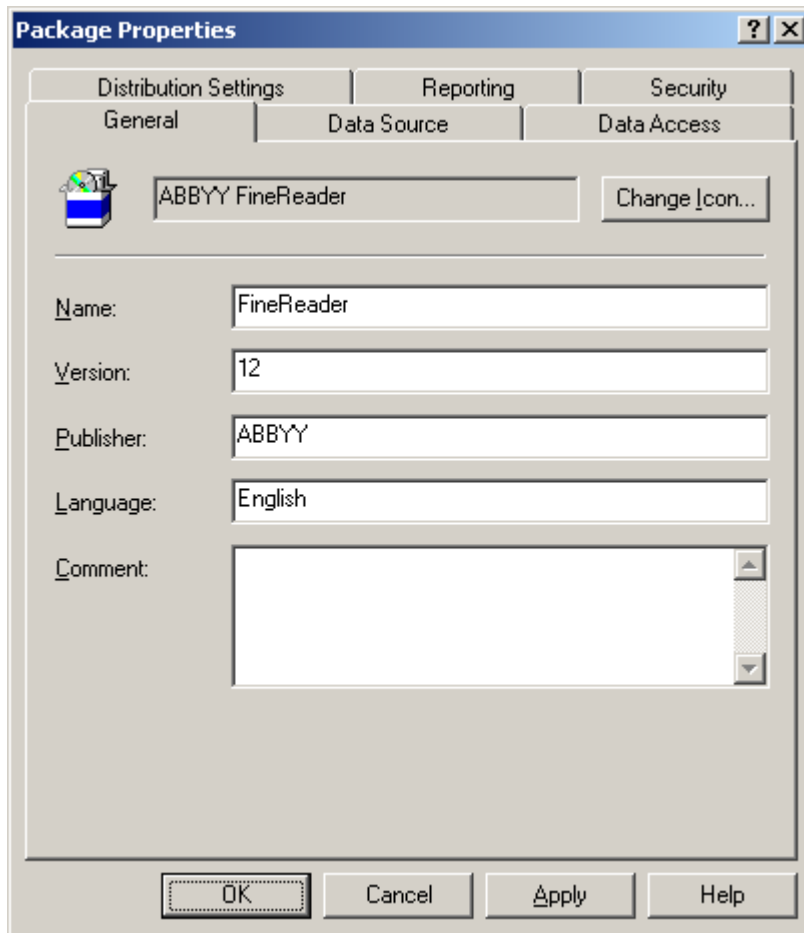 Package Properties
Distribution Settings Reporting Security
General Data Source Data Access
ABBYY FineReader Change Icon...
Name: FineReader
Version: 12
Publisher: ABBYY
Language: English
Comment:
OK Cancel Apply Help